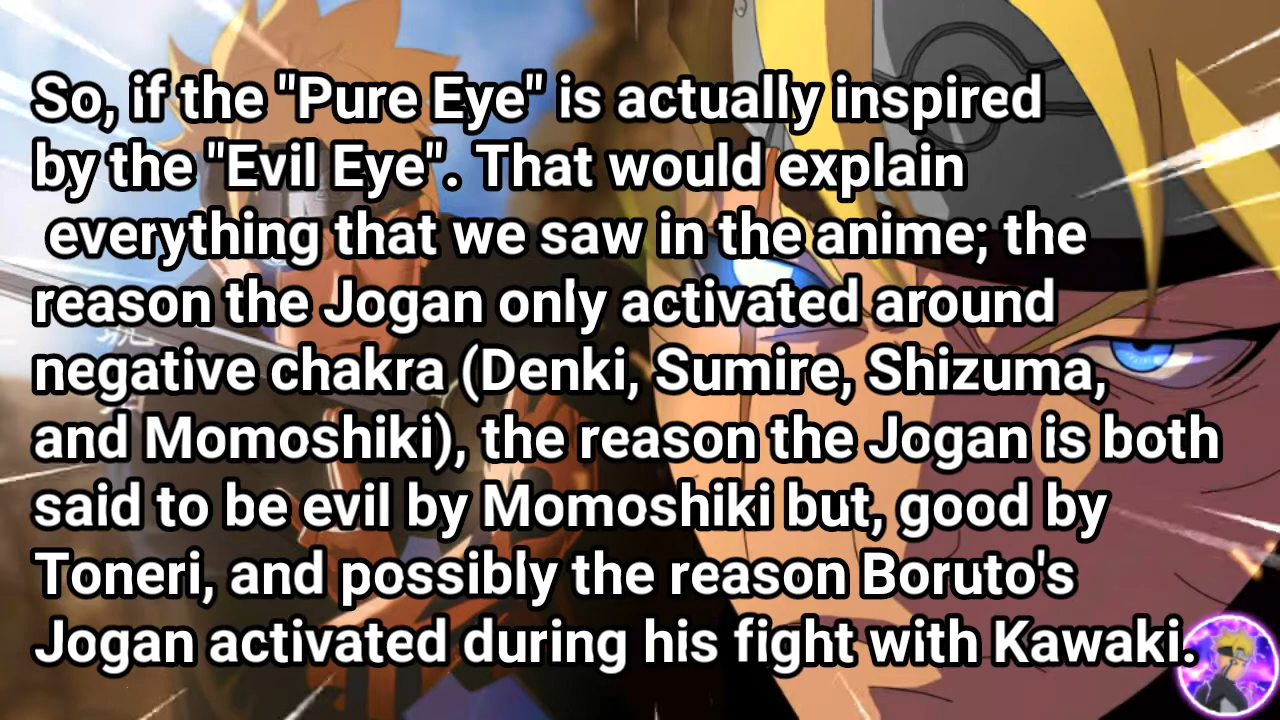 So, if the "Pure Eye" is actually inspired
by the "Evil Eye". That would explain
everything that we saw in the anime; the
reason the Jogan only activated around
negative chakra (Denki, Sumire, Shizuma,
and Momoshiki), the reason the Jogan is both
said to be evil by Momoshiki but, good by
Toneri, and possibly the reason Boruto's
Jogan activated during his fight with Kawaki.